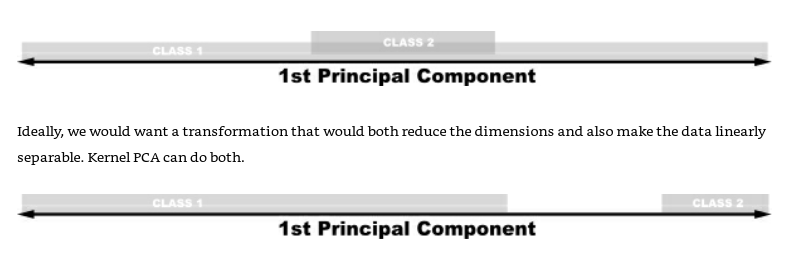 CLASS 2
CLASS 1
1st Principal Component
Ideally, we would want a transformation that would both reduce the dimensions and also make the data linearly
separable. Kernel PCA can do both.
CLASS 1 CLASS 2
1st Principal Component